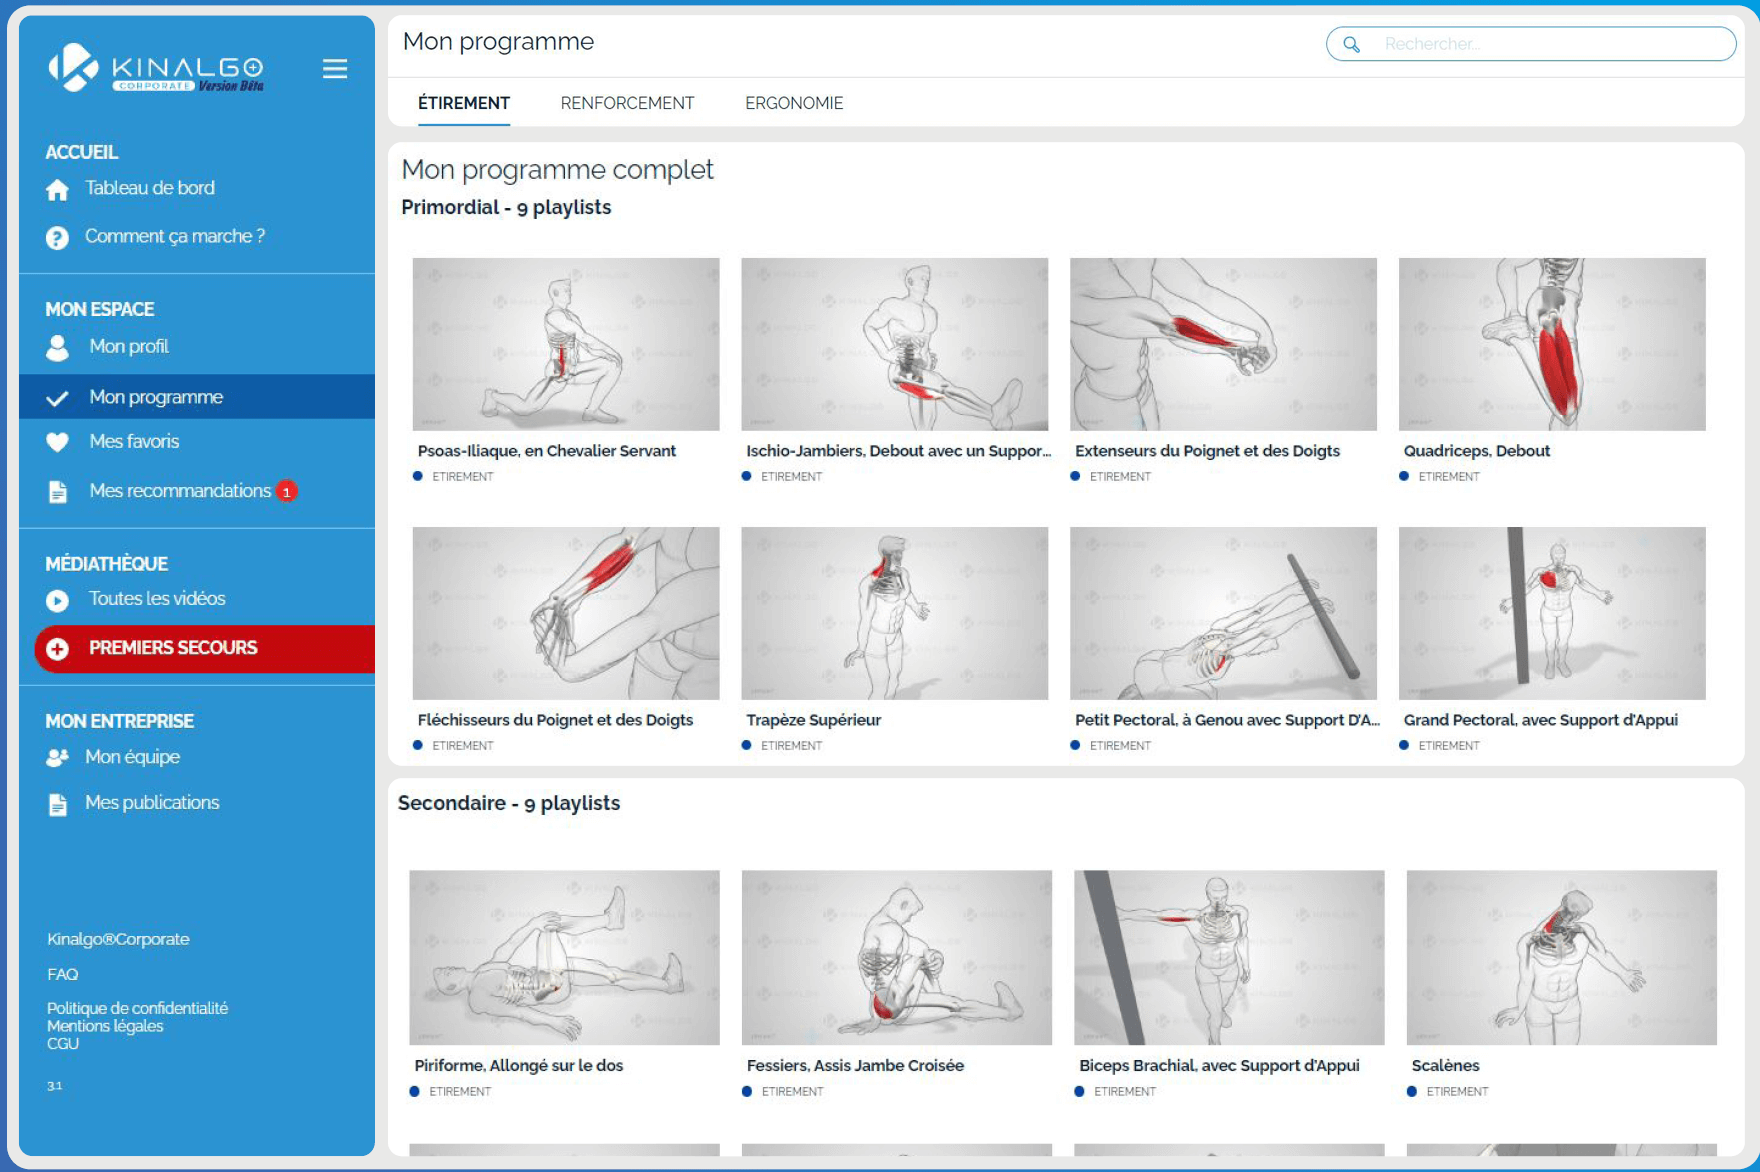 KINALGO
CORPORATE Version Bêta
ACCUEIL
Tableau de bord
Comment ça marche ?
MON ESPACE
Mon profil
Mon programme
Mes favoris
Mes recommandations 1
MÉDIATHÈQUE
Toutes les vidéos
PREMIERS SECOURS
MON ENTREPRISE
Mon équipe
Mes publications
Kinalgo®Corporate
FAQ
Politique de confidentialité
Mentions légales
CGU
3.1
Mon programme
Rechercher...
ÉTIREMENT RENFORCEMENT ERGONOMIE
Mon programme complet
Primordial - 9 playlists
Psoas-Iliaque, en Chevalier Servant
ETIREMENT
Ischio-Jambiers, Debout avec un Suppor...
ETIREMENT
Extenseurs du Poignet et des Doigts
ETIREMENT
Quadriceps, Debout
ETIREMENT
Fléchisseurs du Poignet et des Doigts
ETIREMENT
Trapèze Supérieur
ETIREMENT
Petit Pectoral, à Genou avec Support D'A...
ETIREMENT
Grand Pectoral, avec Support d'Appui
ETIREMENT
Secondaire - 9 playlists
Piriforme, Allongé sur le dos
ETIREMENT
Fessiers, Assis Jambe Croisée
ETIREMENT
Biceps Brachial, avec Support d'Appui
ETIREMENT
Scalènes
ETIREMENT